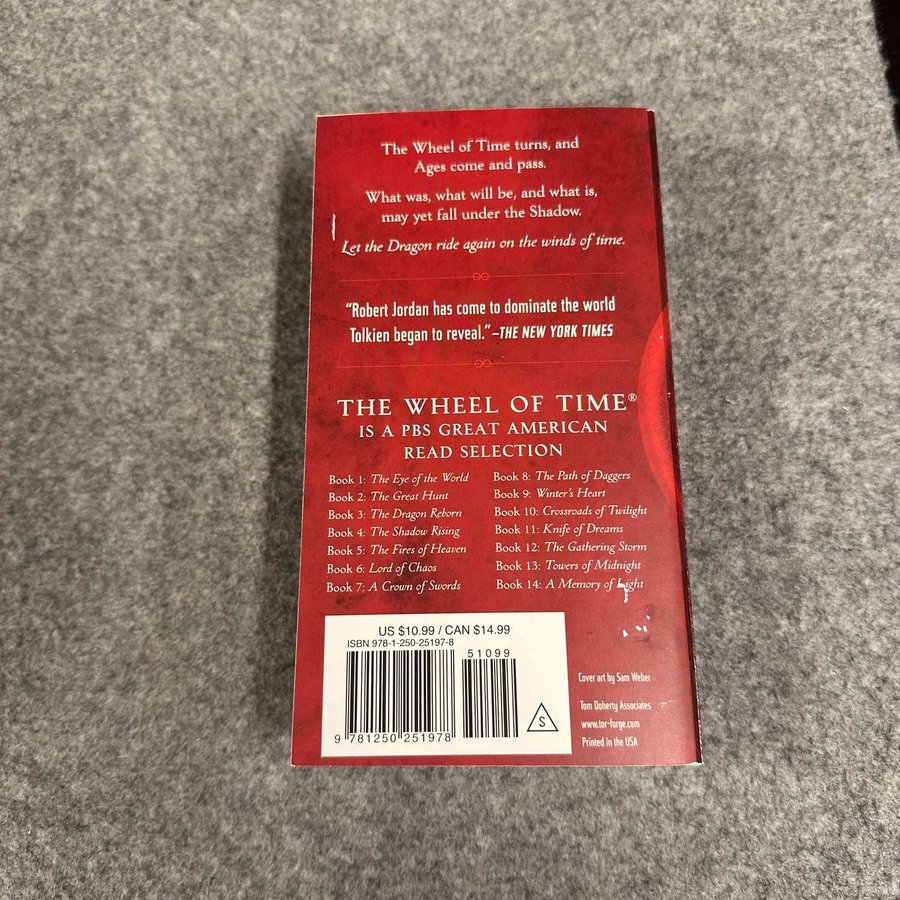 The Wheel of Time turns, and
Ages come and pass.
What was, what will be, and what is,
may yet fall under the Shadow.
Let the Dragon ride again on the winds of time.
“Robert Jordan has come to dominate the world
Tolkien began to reveal.”—THE NEW YORK TIMES
THE WHEEL OF TIME®
IS A PBS GREAT AMERICAN
READ SELECTION
Book 1: The Eye of the World
Book 2: The Great Hunt
Book 3: The Dragon Reborn
Book 4: The Shadow Rising
Book 5: The Fires of Heaven
Book 6: Lord of Chaos
Book 7: A Crown of Swords
Book 8: The Path of Daggers
Book 9: Winter’s Heart
Book 10: Crossroads of Twilight
Book 11: Knife of Dreams
Book 12: The Gathering Storm
Book 13: Towers of Midnight
Book 14: A Memory of Light
US $10.99 / CAN $14.99
ISBN 978-1-250-25197-8
51099
9 781250 251978
S
Cover art by Sam Weber
Tom Doherty Associates
www.tor-forge.com
Printed in the USA